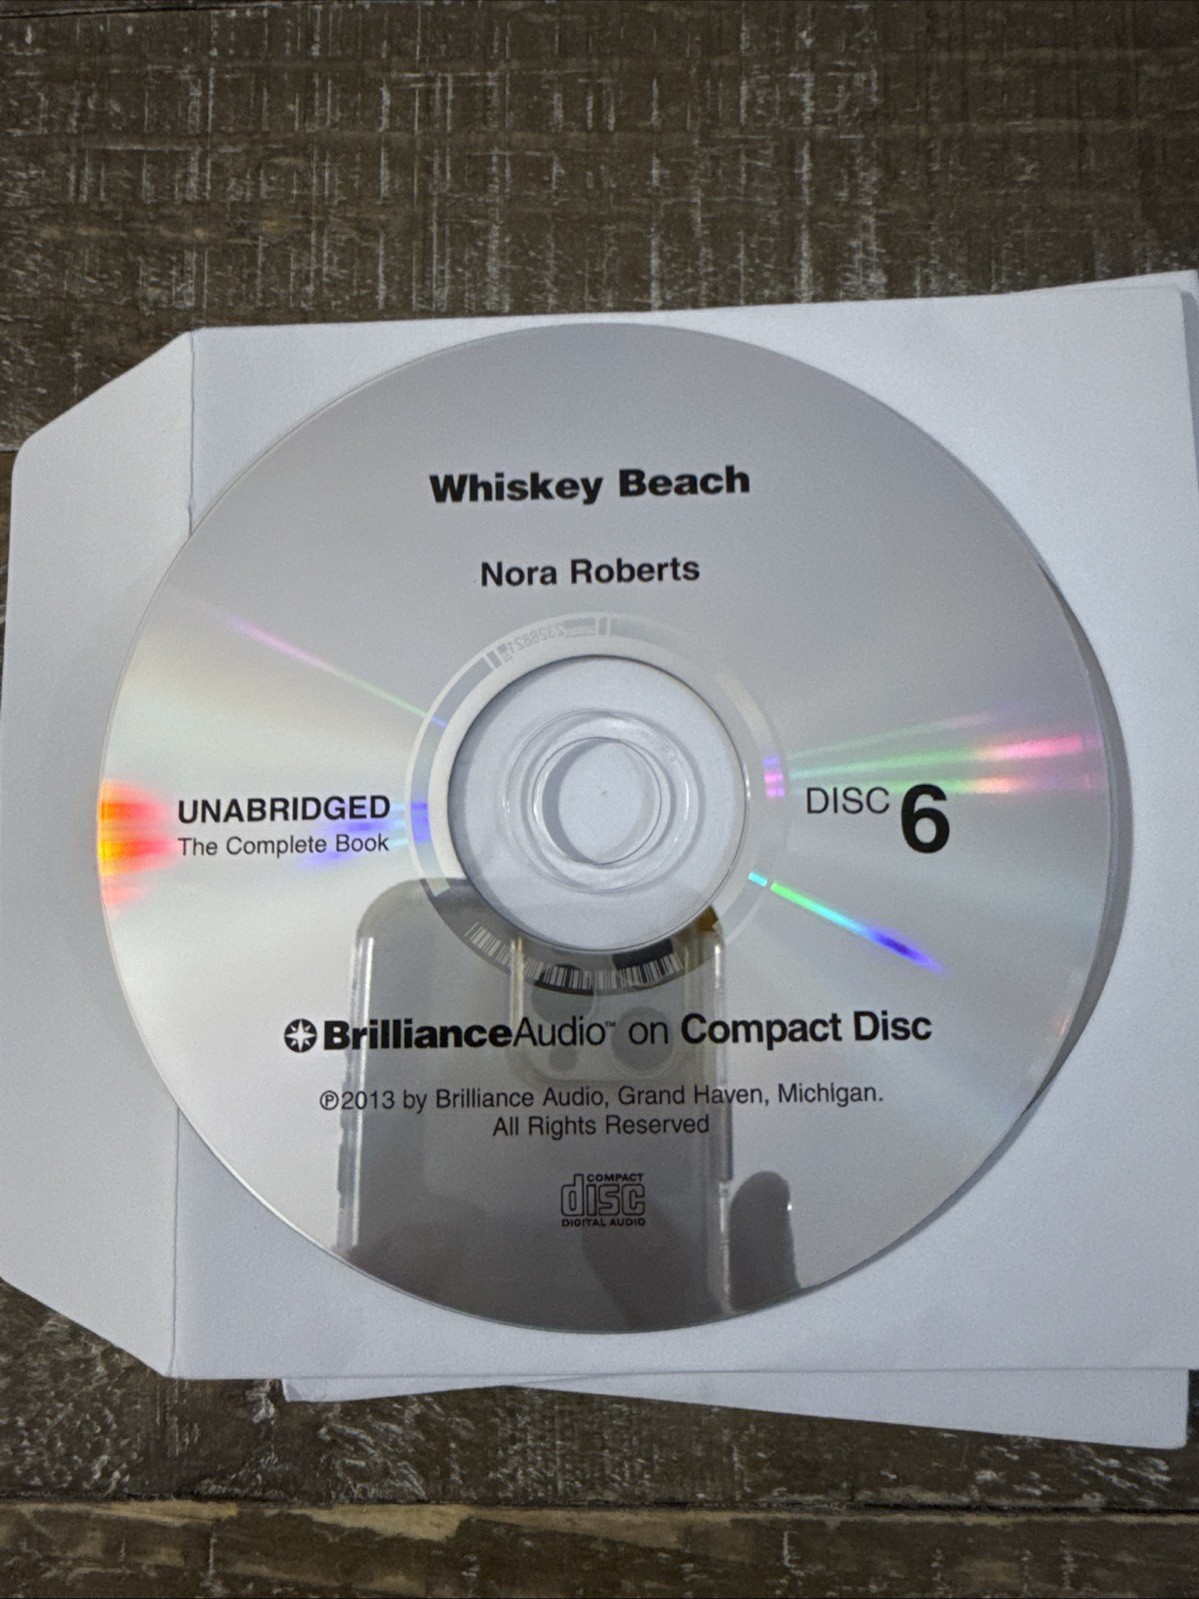 Whiskey Beach
Nora Roberts
UNABRIDGED
The Complete Book
DISC 6
BrillianceAudio™ on Compact Disc
℗2013 by Brilliance Audio, Grand Haven, Michigan.
All Rights Reserved
COMPACT
disc
DIGITAL AUDIO